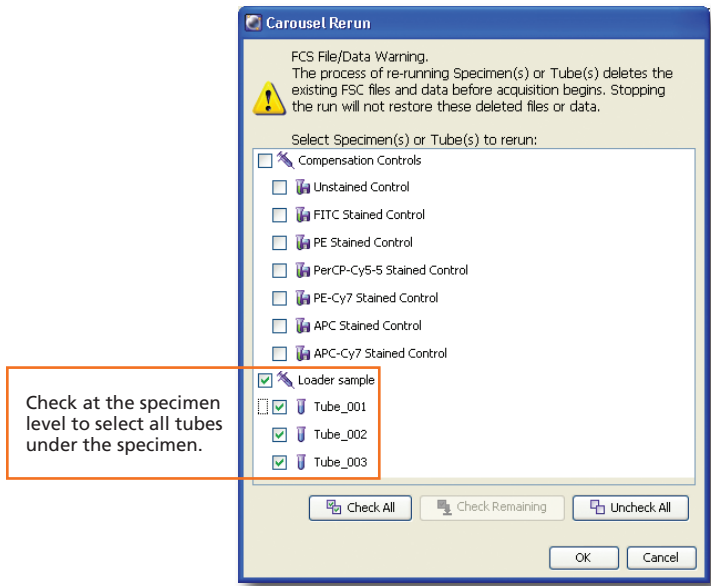 Carousel Rerun
FCS File/Data Warning.
The process of re-running Specimen(s) or Tube(s) deletes the
existing FSC files and data before acquisition begins. Stopping
the run will not restore these deleted files or data.
Select Specimen(s) or Tube(s) to rerun:
Compensation Controls
Unstained Control
FITC Stained Control
PE Stained Control
PerCP-Cy5-5 Stained Control
PE-Cy7 Stained Control
APC Stained Control
APC-Cy7 Stained Control
Loader sample
Tube_001
Tube_002
Tube_003
Check at the specimen
level to select all tubes
under the specimen.
Check All
Check Remaining
Uncheck All
OK
Cancel